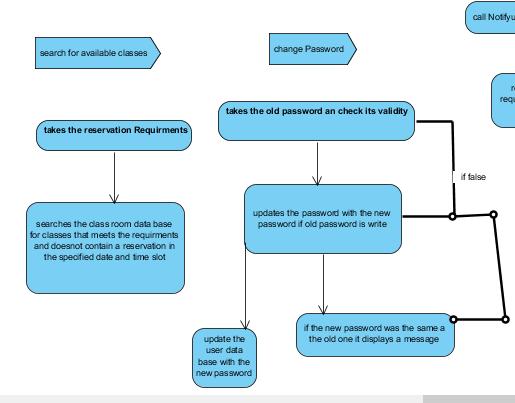 call Notifyu
search for available classes
change Password
re
requ
takes the old password an check its validity
takes the reservation Requirments
if false
updates the password with the new
password if old password is write
searches the class room data base
for classes that meets the requirments
and doesnot contain a reservation in
the specified date and time slot
if the new password was the same a
the old one it displays a message
update the
user data
base with the
new password